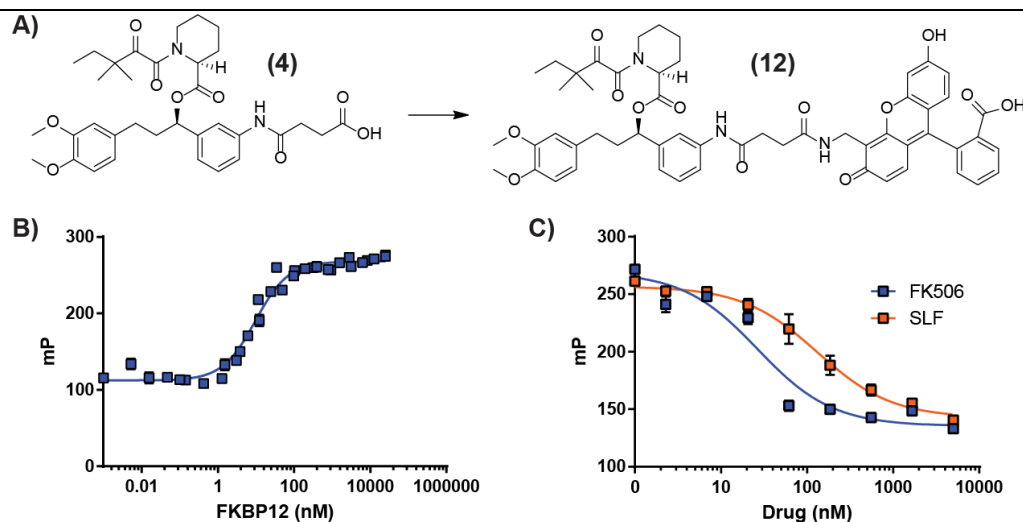 A)
(4)
(12)
O
O
N
H
O
O
H
N
O
O
OH
O
O
O
O
N
H
O
O
H
N
O
O
N
H
O
O
OH
O
OH
O
B)
300
200
100
0
mP
0.01
1
100
10000
1000000
FKBP12 (nM)
C)
300
250
200
150
100
mP
FK506
SLF
0
10
100
1000
10000
Drug (nM)